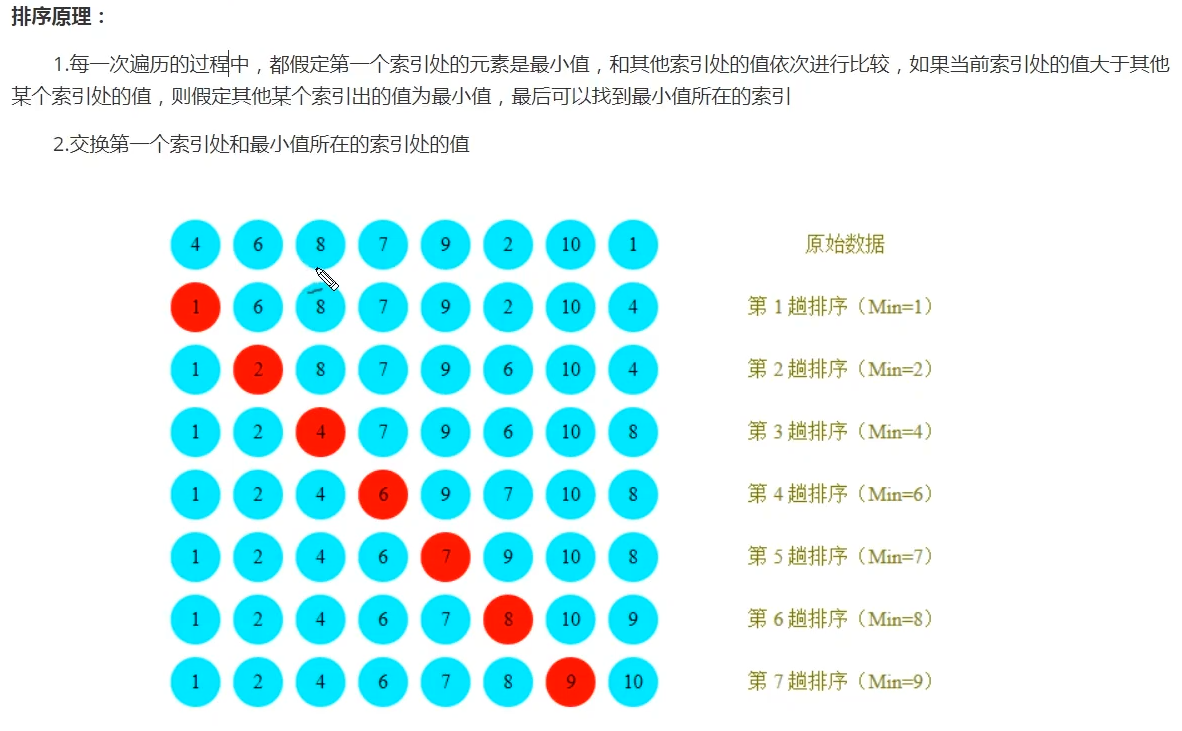 排序原理：
1.每一次遍历的过程中，都假定第一个索引处的元素是最小值，和其他索引处的值依次进行比较，如果当前索引处的值大于其他
某个索引处的值，则假定其他某个索引出的值为最小值，最后可以找到最小值所在的索引
2.交换第一个索引处和最小值所在的索引处的值
4 6 8 7 9 2 10 1 原始数据
1 6 8 7 9 2 10 4 第 1 趟排序（Min=1）
1 2 8 7 9 6 10 4 第 2 趟排序（Min=2）
1 2 4 7 9 6 10 8 第 3 趟排序（Min=4）
1 2 4 6 9 7 10 8 第 4 趟排序（Min=6）
1 2 4 6 7 9 10 8 第 5 趟排序（Min=7）
1 2 4 6 7 8 10 9 第 6 趟排序（Min=8）
1 2 4 6 7 8 9 10 第 7 趟排序（Min=9）